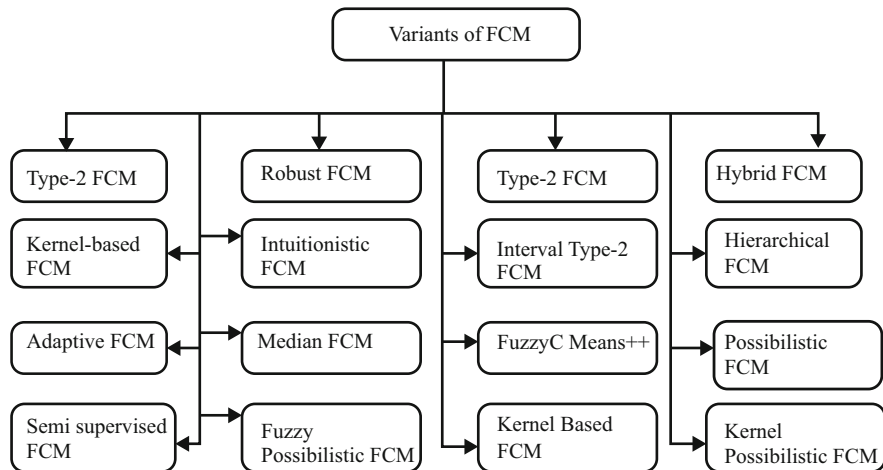 Variants of FCM
Type-2 FCM
Robust FCM
Type-2 FCM
Hybrid FCM
Kernel-based
FCM
Intuitionistic
FCM
Interval Type-2
FCM
Hierarchical
FCM
Adaptive FCM
Median FCM
FuzzyC Means++
Possibilistic
FCM
Semi supervised
FCM
Fuzzy
Possibilistic FCM
Kernel Based
FCM
Kernel
Possibilistic FCM